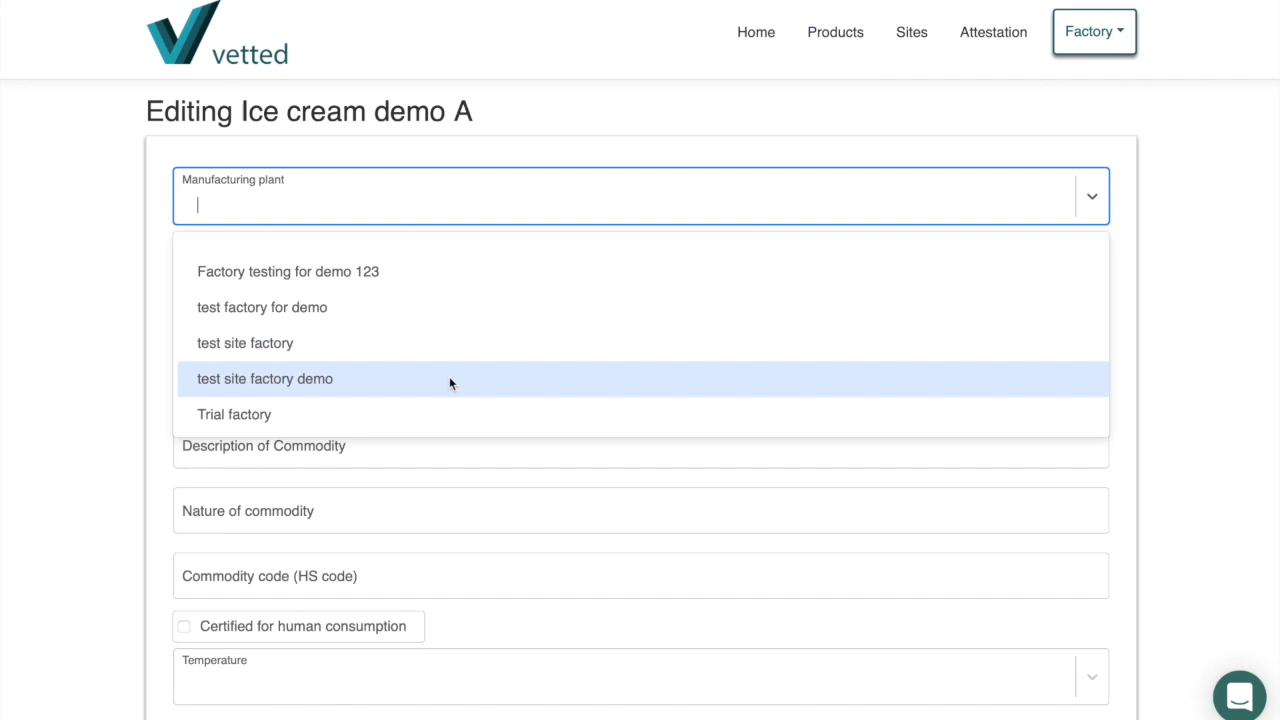 vetted
Home Products Sites Attestation Factory
Editing Ice cream demo A
Manufacturing plant
Factory testing for demo 123
test factory for demo
test site factory
test site factory demo
Trial factory
Description of Commodity
Nature of commodity
Commodity code (HS code)
Certified for human consumption
Temperature